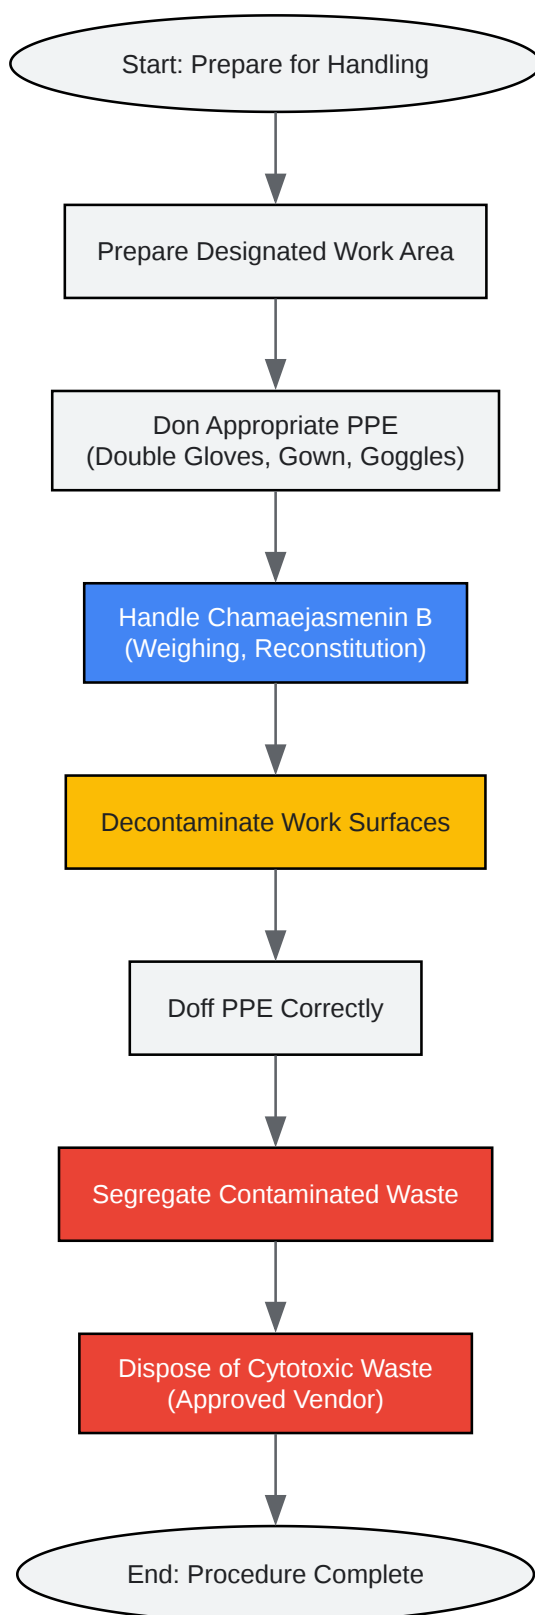 Start: Prepare for Handling
Prepare Designated Work Area
Don Appropriate PPE
(Double Gloves, Gown, Goggles)
Handle Chamaejasmenin B
(Weighing, Reconstitution)
Decontaminate Work Surfaces
Doff PPE Correctly
Segregate Contaminated Waste
Dispose of Cytotoxic Waste
(Approved Vendor)
End: Procedure Complete